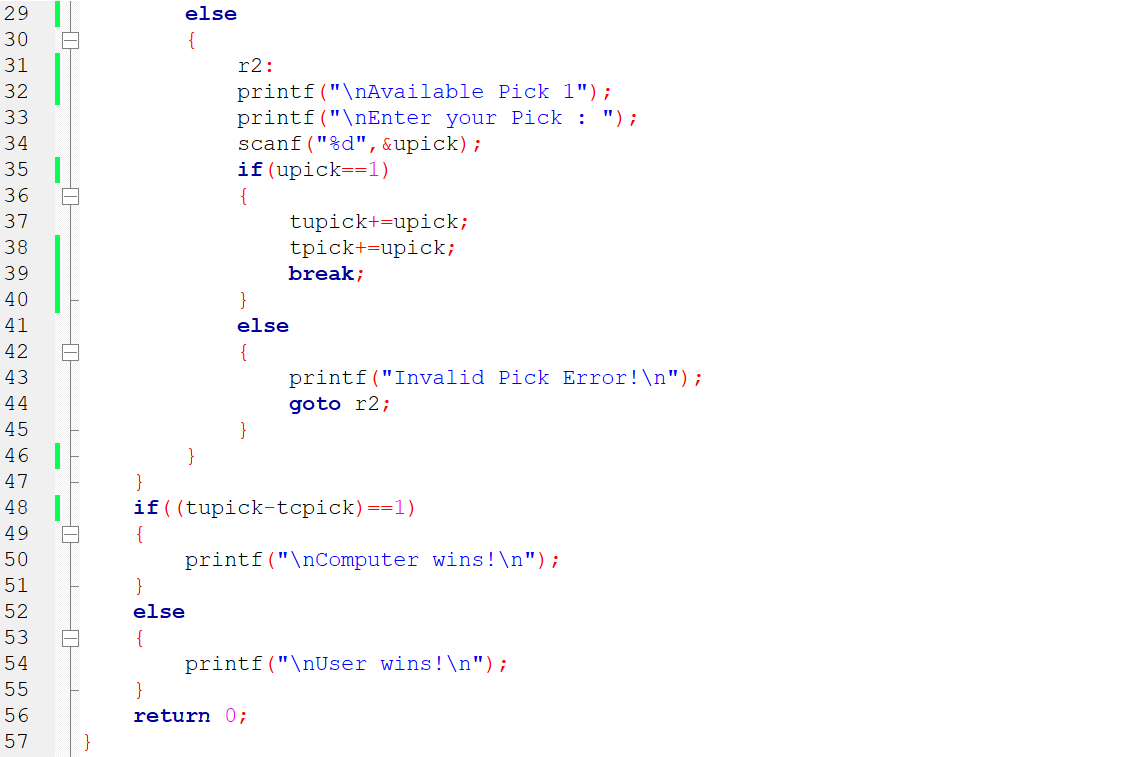 29 else
30 {
31 r2:
32 printf("\nAvailable Pick 1");
33 printf("\nEnter your Pick : ");
34 scanf("%d",&upick);
35 if(upick==1)
36 {
37 tupick+=upick;
38 tpick+=upick;
39 break;
40 }
41 else
42 {
43 printf("Invalid Pick Error!\n");
44 goto r2;
45 }
46 }
47 }
48 if((tupick-tcpick)==1)
49 {
50 printf("\nComputer wins!\n");
51 }
52 else
53 {
54 printf("\nUser wins!\n");
55 }
56 return 0;
57 }